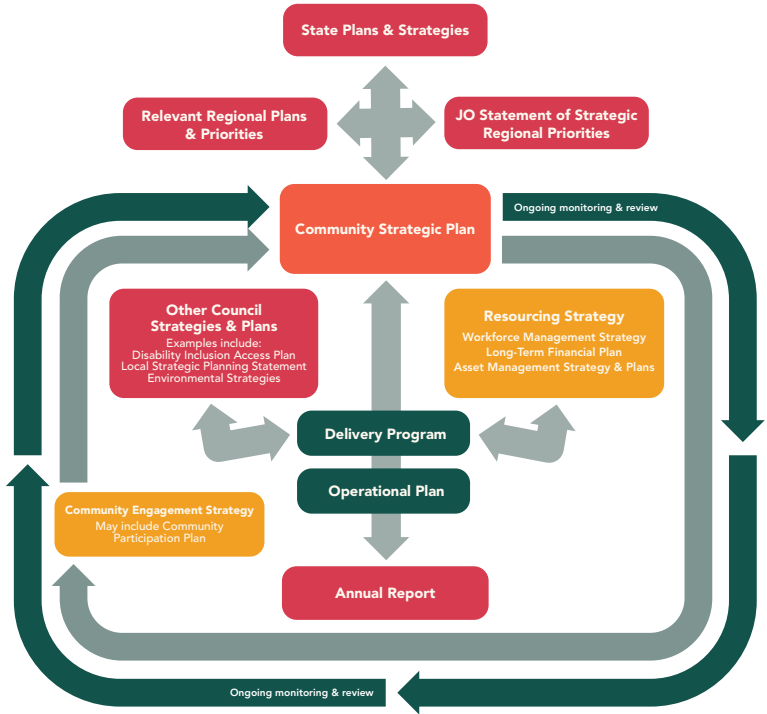 State Plans & Strategies
Relevant Regional Plans
& Priorities
JO Statement of Strategic
Regional Priorities
Community Strategic Plan
Ongoing monitoring & review
Other Council
Strategies & Plans
Examples include:
Disability Inclusion Access Plan
Local Strategic Planning Statement
Environmental Strategies
Resourcing Strategy
Workforce Management Strategy
Long-Term Financial Plan
Asset Management Strategy & Plans
Delivery Program
Operational Plan
Community Engagement Strategy
May include Community
Participation Plan
Annual Report
Ongoing monitoring & review